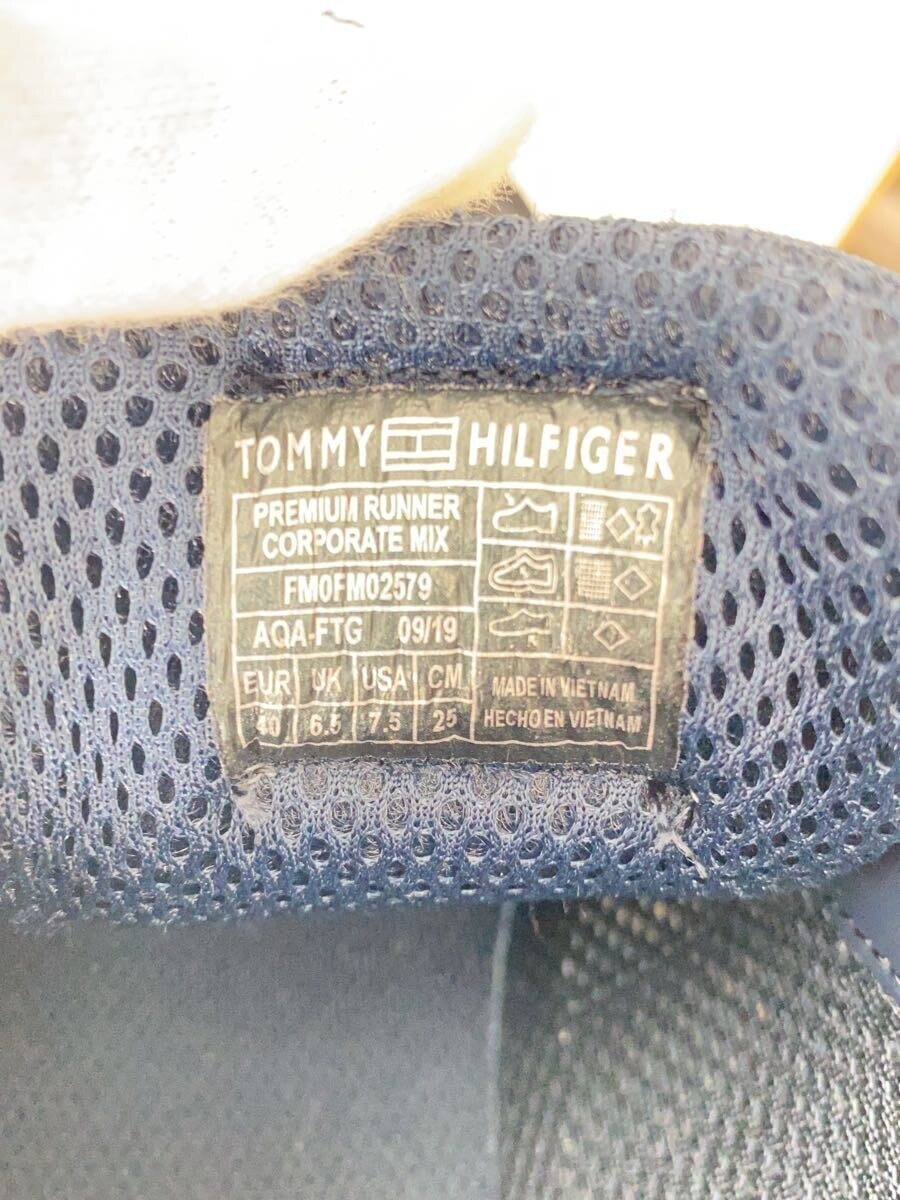 TOMMY HILFIGER
PREMIUM RUNNER
CORPORATE MIX
FM0FM02579
AQA-FTG 09/19
EUR UK USA CM
40 6.5 7.5 25
MADE IN VIETNAM
HECHO EN VIETNAM